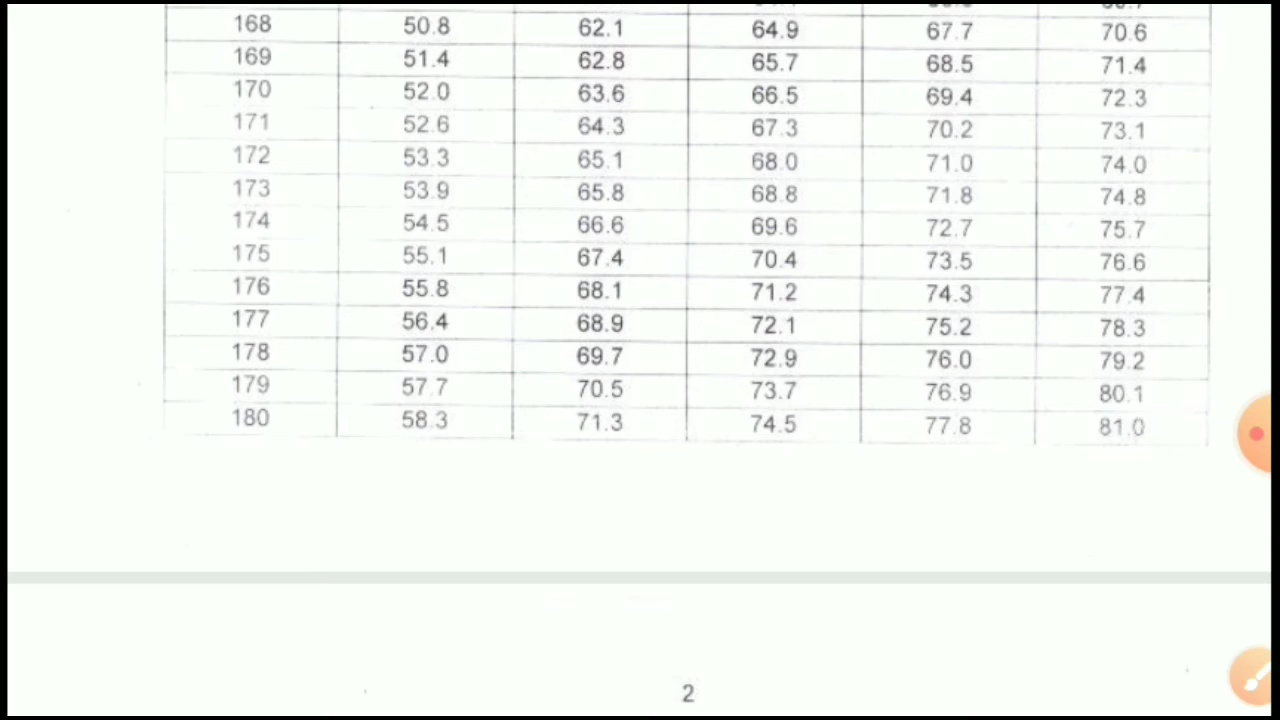 168 50.8 62.1 64.9 67.7 70.6
169 51.4 62.8 65.7 68.5 71.4
170 52.0 63.6 66.5 69.4 72.3
171 52.6 64.3 67.3 70.2 73.1
172 53.3 65.1 68.0 71.0 74.0
173 53.9 65.8 68.8 71.8 74.8
174 54.5 66.6 69.6 72.7 75.7
175 55.1 67.4 70.4 73.5 76.6
176 55.8 68.1 71.2 74.3 77.4
177 56.4 68.9 72.1 75.2 78.3
178 57.0 69.7 72.9 76.0 79.2
179 57.7 70.5 73.7 76.9 80.1
180 58.3 71.3 74.5 77.8 81.0
2